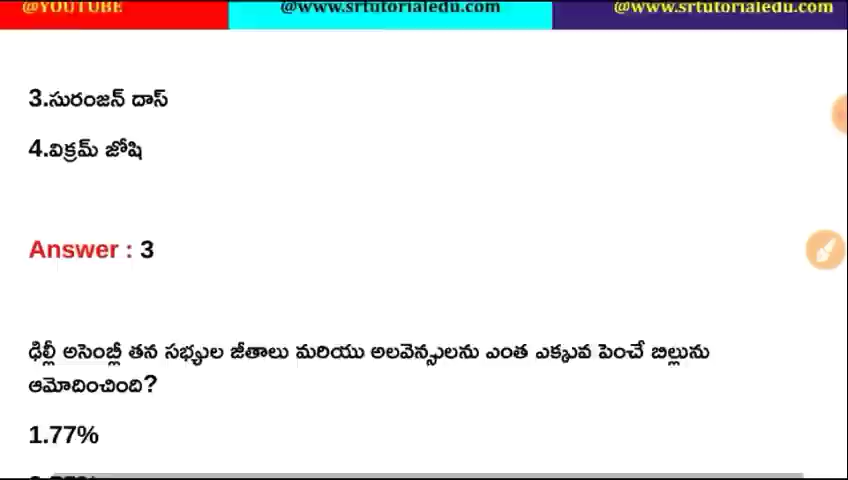 @YOUTUBE
@www.srtutorialedu.com
@www.srtutorialedu.com
3.సురంజన్ దాస్
4.విక్రమ్ జోషి
Answer : 3
ఢిల్లీ అసెంబ్లీ తన సభ్యుల జీతాలు మరియు అలవెన్సులను ఎంత ఎక్కువ పెంచే బిల్లును
ఆమోదించింది?
1.77%